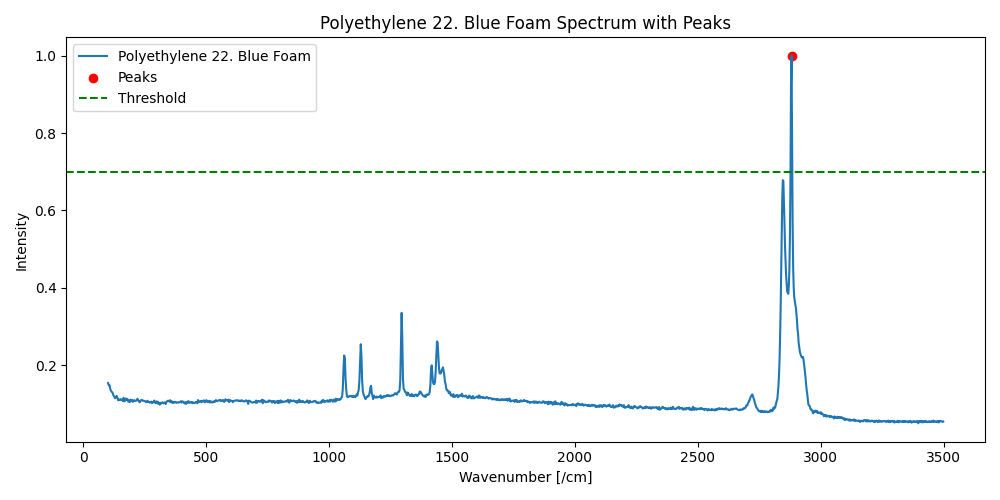 Polyethylene 22. Blue Foam Spectrum with Peaks
Polyethylene 22. Blue Foam
Peaks
Threshold
1.0
0.8
0.6
0.4
0.2
Intensity
0
500
1000
1500
2000
2500
3000
3500
Wavenumber [/cm]